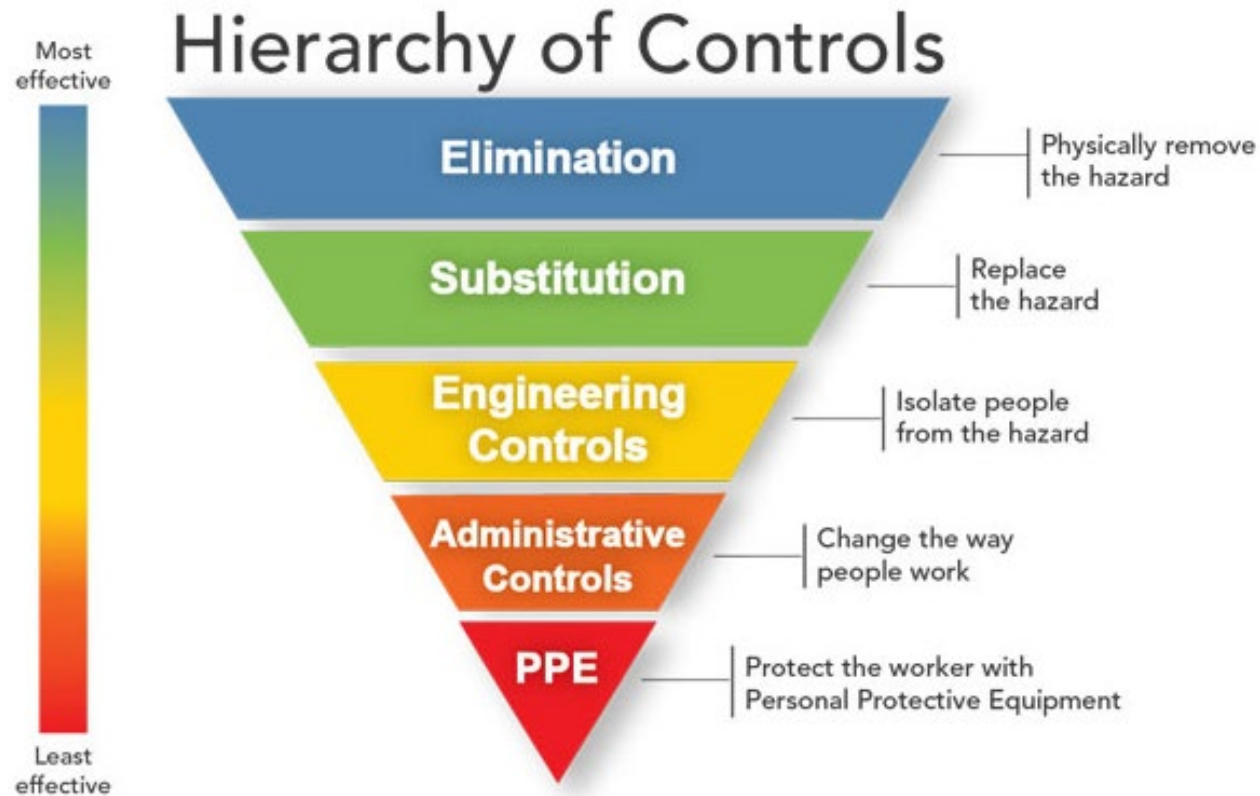 Hierarchy of Controls
Most
effective
Elimination
Physically remove
the hazard
Substitution
Replace
the hazard
Engineering
Controls
Isolate people
from the hazard
Administrative
Controls
Change the way
people work
PPE
Protect the worker with
Personal Protective Equipment
Least
effective